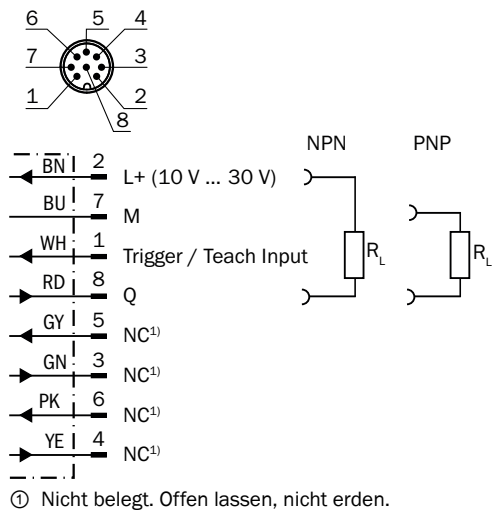 6 5 4
7 3
1 2
8
NPN PNP
BN 2 L+ (10 V ... 30 V)
BU 7 M
WH 1 Trigger / Teach Input
RD 8 Q
GY 5 NC¹⁾
GN 3 NC¹⁾
PK 6 NC¹⁾
YE 4 NC¹⁾
R_L R_L
① Nicht belegt. Offen lassen, nicht erden.